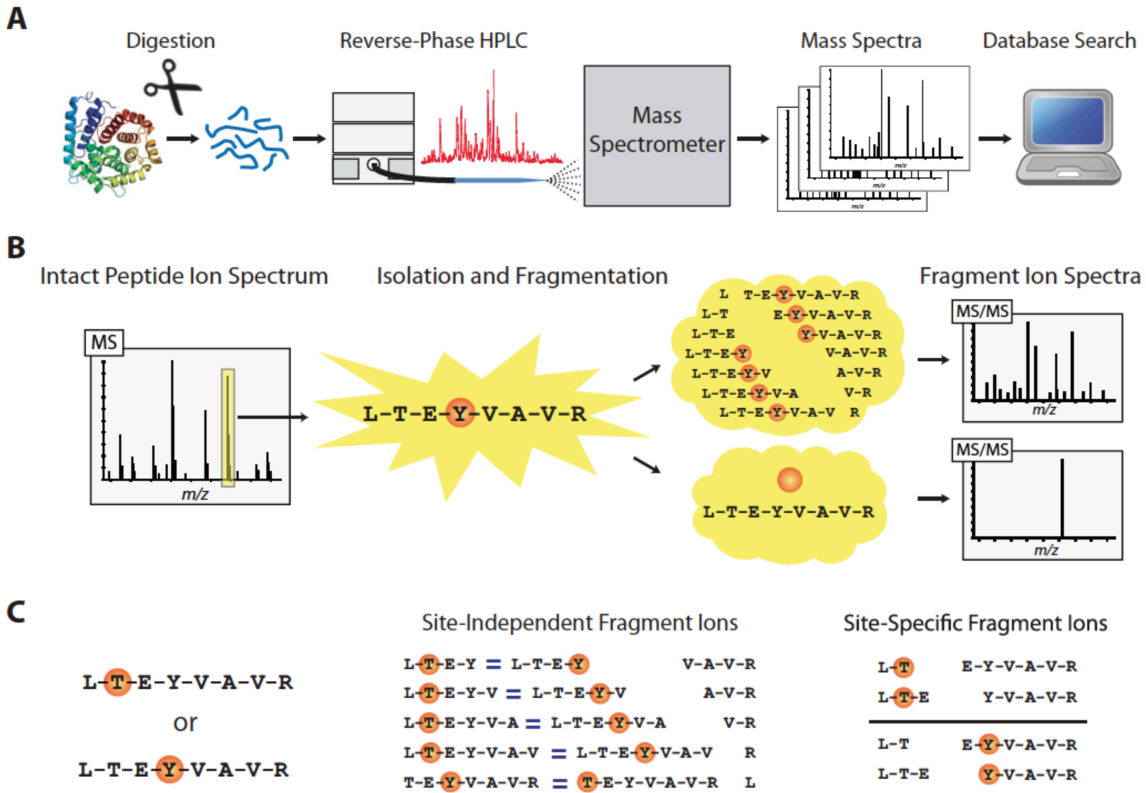 A
Digestion
Reverse-Phase HPLC
Mass Spectra
Database Search
Mass
Spectrometer
m/z
m/z
m/z
B
Intact Peptide Ion Spectrum
Isolation and Fragmentation
Fragment Ion Spectra
MS
m/z
L-T-E-Y-V-A-V-R
L T-E-Y-V-A-V-R
L-T E-Y-V-A-V-R
L-T-E Y-V-A-V-R
L-T-E-Y V-A-V-R
L-T-E-Y-V A-V-R
L-T-E-Y-V-A V-R
L-T-E-Y-V-A-V R
MS/MS
m/z
L-T-E-Y-V-A-V-R
MS/MS
m/z
C
L-T-E-Y-V-A-V-R
or
L-T-E-Y-V-A-V-R
Site-Independent Fragment Ions
L-T-E-Y = L-T-E-Y V-A-V-R
L-T-E-Y-V = L-T-E-Y-V A-V-R
L-T-E-Y-V-A = L-T-E-Y-V-A V-R
L-T-E-Y-V-A-V = L-T-E-Y-V-A-V R
T-E-Y-V-A-V-R = T-E-Y-V-A-V-R L
Site-Specific Fragment Ions
L-T E-Y-V-A-V-R
L-T-E Y-V-A-V-R
L-T E-Y-V-A-V-R
L-T-E Y-V-A-V-R